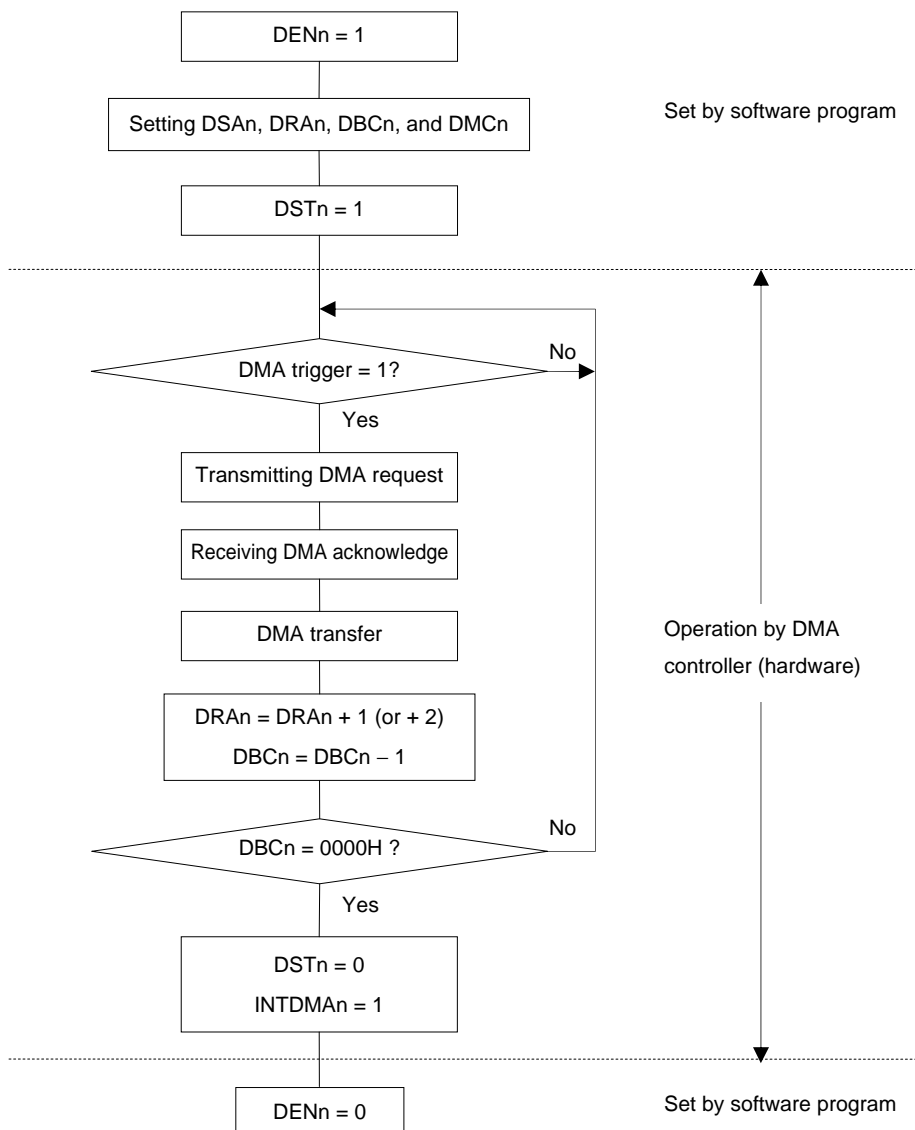 DENn = 1
Setting DSAn, DRAn, DBCn, and DMCn
Set by software program
DSTn = 1
DMA trigger = 1?
No
Yes
Transmitting DMA request
Receiving DMA acknowledge
DMA transfer
Operation by DMA
controller (hardware)
DRAn = DRAn + 1 (or + 2)
DBCn = DBCn − 1
DBCn = 0000H ?
No
Yes
DSTn = 0
INTDMAn = 1
DENn = 0
Set by software program